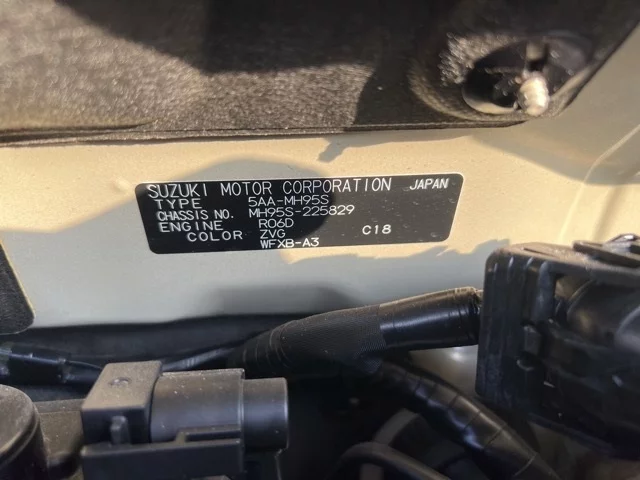 SUZUKI MOTOR CORPORATION JAPAN
TYPE 5AA-MH95S
CHASSIS NO. MH95S-225829
ENGINE R06D
COLOR ZVG C18
WFXB-A3